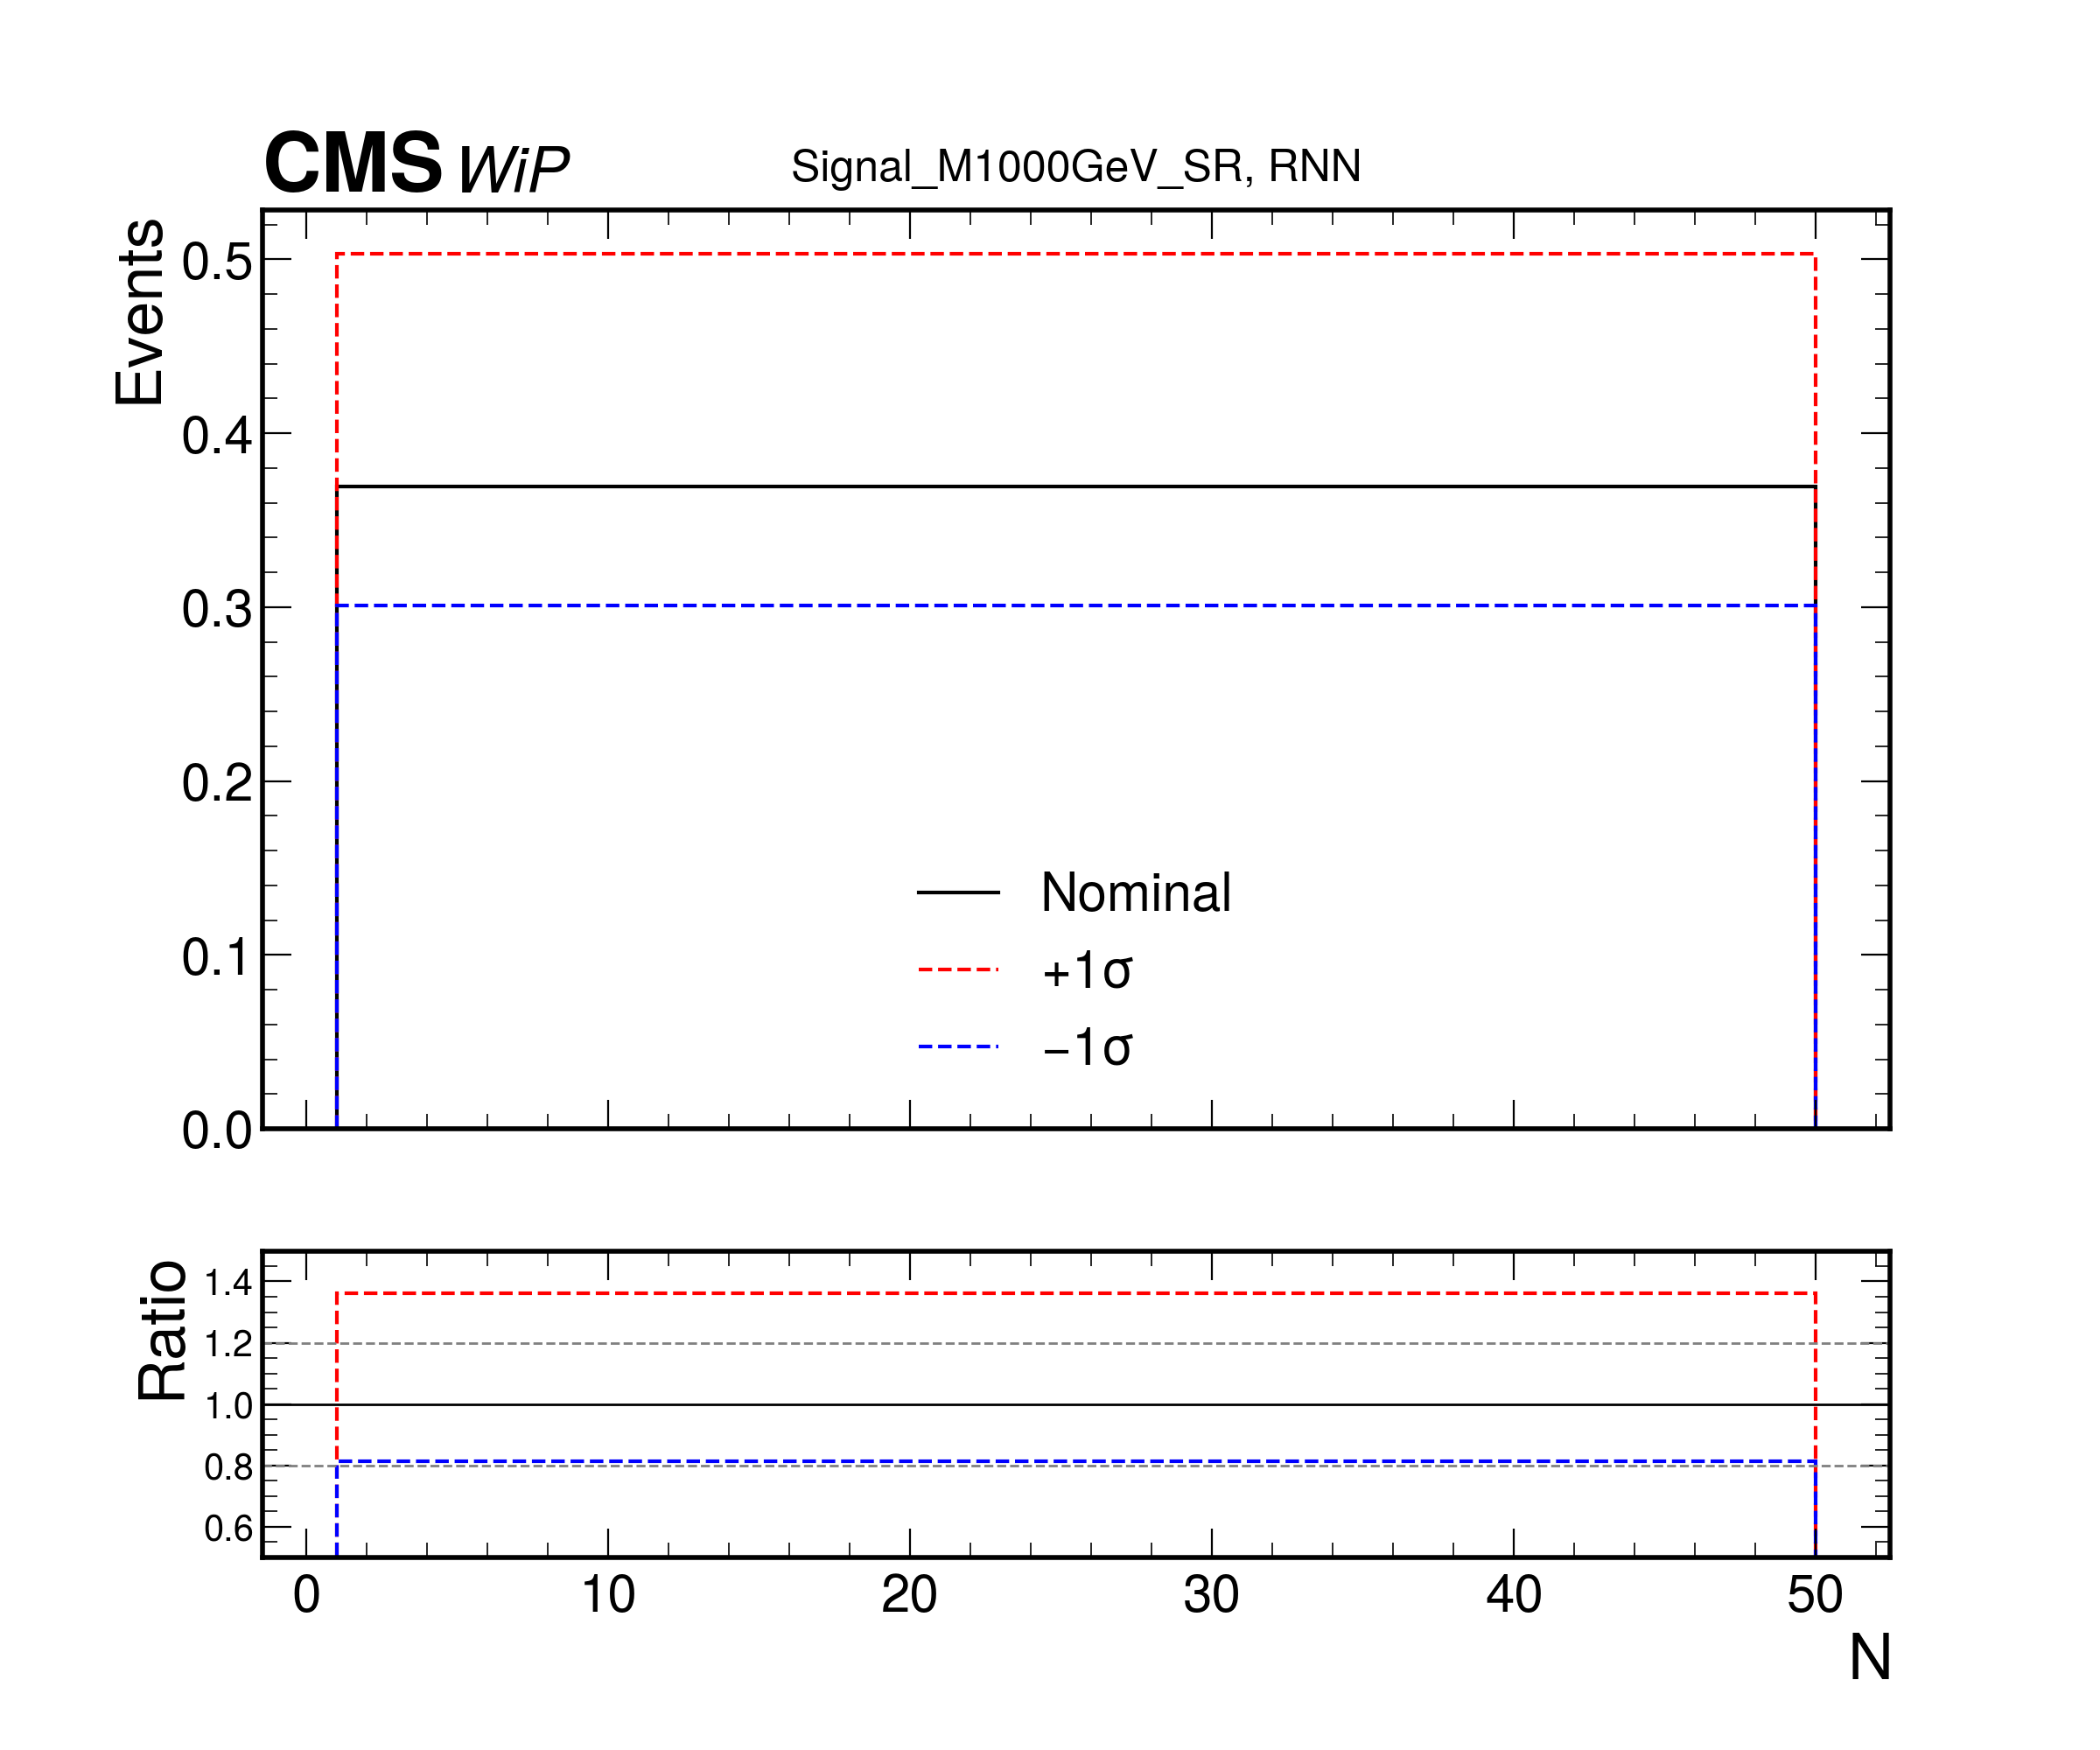 CMS WiP
Signal_M1000GeV_SR, RNN
Events
0.5
0.4
0.3
0.2
0.1
0.0
Nominal
+1σ
−1σ
Ratio
1.4
1.2
1.0
0.8
0.6
0 10 20 30 40 50
N